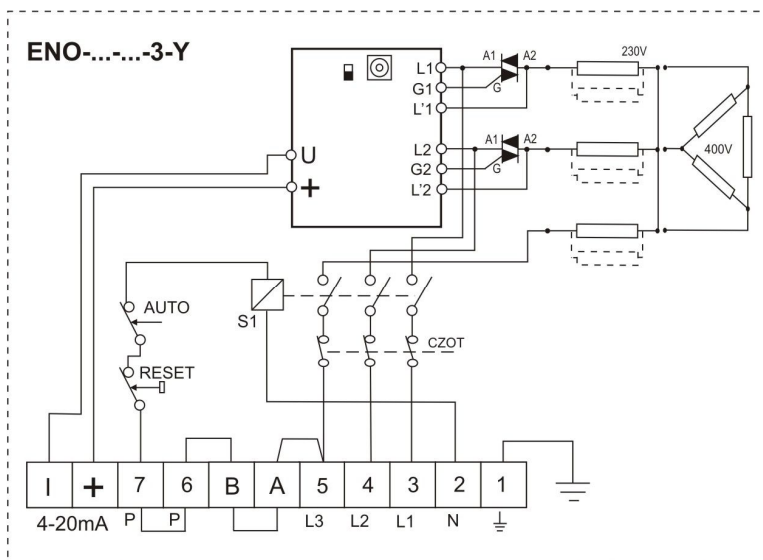 ENO-...-...-3-Y
L1
G1
L'1
L2
G2
L'2
U
+
A1 A2
G
A1 A2
G
230V
400V
AUTO
RESET
S1
CZOT
I + 7 6 B A 5 4 3 2 1
4-20mA P P L3 L2 L1 N